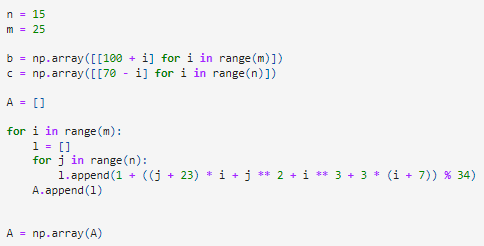 n = 15
m = 25

b = np.array([[100 + i] for i in range(m)])
c = np.array([[70 - i] for i in range(n)])

A = []

for i in range(m):
    l = []
    for j in range(n):
        l.append(1 + ((j + 23) * i + j ** 2 + i ** 3 + 3 * (i + 7)) % 34)
    A.append(l)


A = np.array(A)